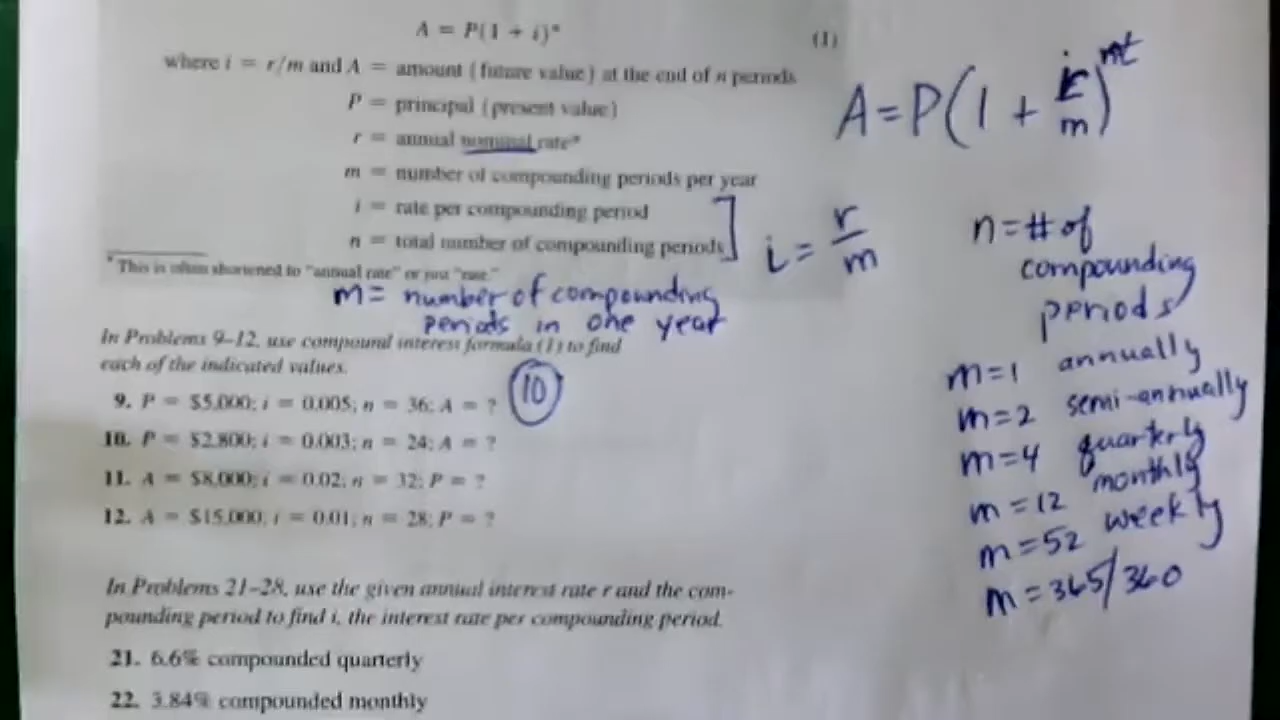 A = P(1 + i)ⁿ (1)
where i = r/m and A = amount (future value) at the end of n periods
P = principal (present value)
r = annual nominal rate*
m = number of compounding periods per year
i = rate per compounding period
n = total number of compounding periods
*This is often shortened to "annual rate" or just "rate."
m = number of compounding
periods in one year
In Problems 9–12, use compound interest formula (1) to find
each of the indicated values.
9. P = $5,000; i = 0.005; n = 36; A = ?
10
10. P = $2,800; i = 0.003; n = 24; A = ?
11. A = $8,000; i = 0.02; n = 32; P = ?
12. A = $15,000; i = 0.01; n = 28; P = ?
In Problems 21–28, use the given annual interest rate r and the com-
pounding period to find i, the interest rate per compounding period.
21. 6.6% compounded quarterly
22. 3.84% compounded monthly
A = P(1 + r/m)^mt
i = r/m
n = # of
compounding
periods
m=1 annually
m=2 semi-annually
m=4 quarterly
m=12 monthly
m=52 weekly
m=365/360